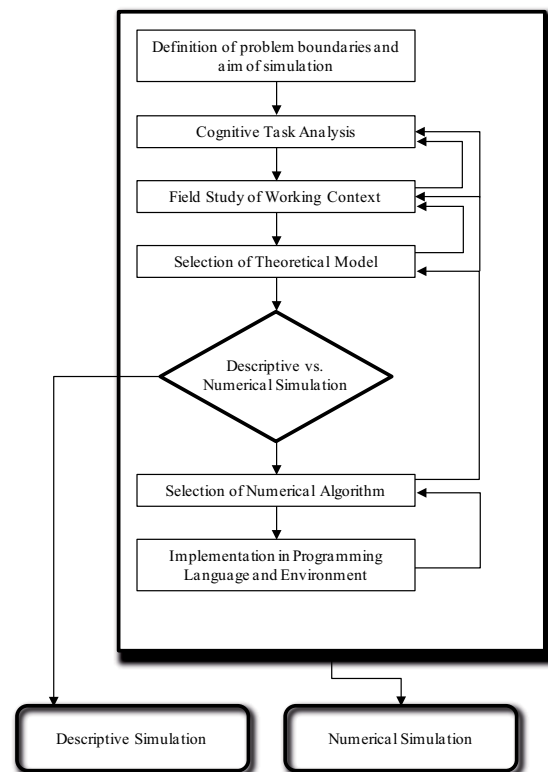 Definition of problem boundaries and
aim of simulation
Cognitive Task Analysis
Field Study of Working Context
Selection of Theoretical Model
Descriptive vs.
Numerical Simulation
Selection of Numerical Algorithm
Implementation in Programming
Language and Environment
Descriptive Simulation
Numerical Simulation